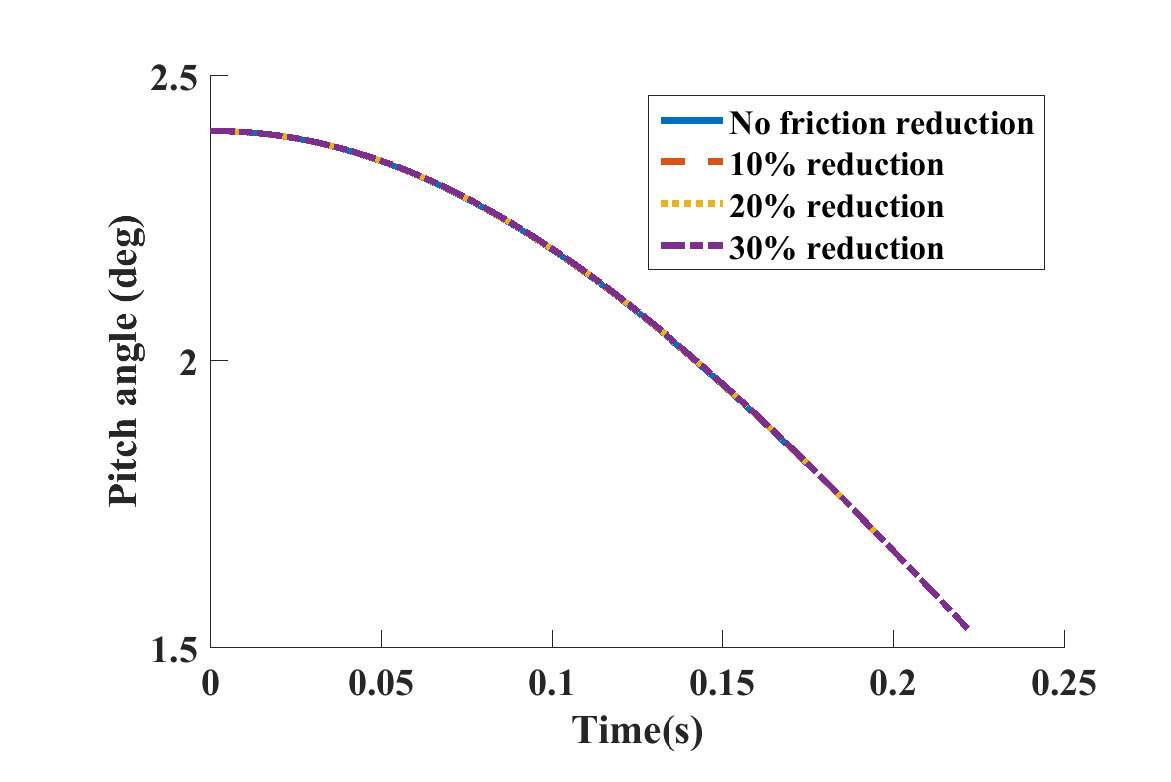 2.5
2
1.5
Pitch angle (deg)
No friction reduction
10% reduction
20% reduction
30% reduction
0
0.05
0.1
0.15
0.2
0.25
Time(s)